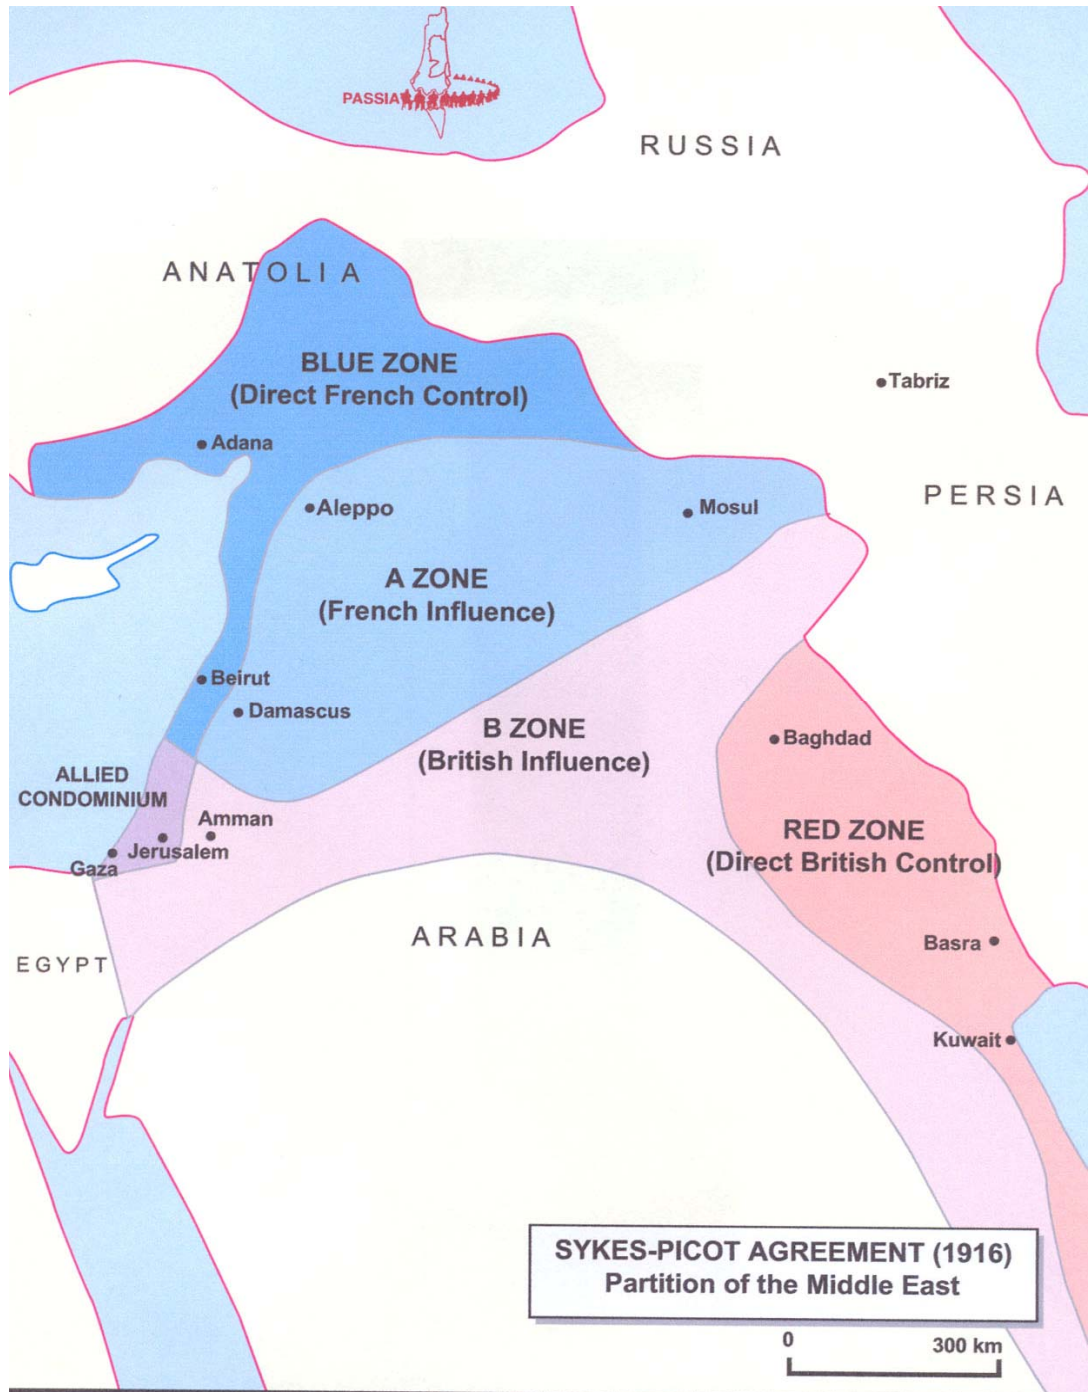 PASSIA
RUSSIA
ANATOLIA
BLUE ZONE
(Direct French Control)
Tabriz
Adana
PERSIA
Aleppo
Mosul
A ZONE
(French Influence)
Beirut
Damascus
B ZONE
(British Influence)
Baghdad
ALLIED
CONDOMINIUM
Amman
Jerusalem
Gaza
RED ZONE
(Direct British Control)
ARABIA
Basra
EGYPT
Kuwait
SYKES-PICOT AGREEMENT (1916)
Partition of the Middle East
0 300 km